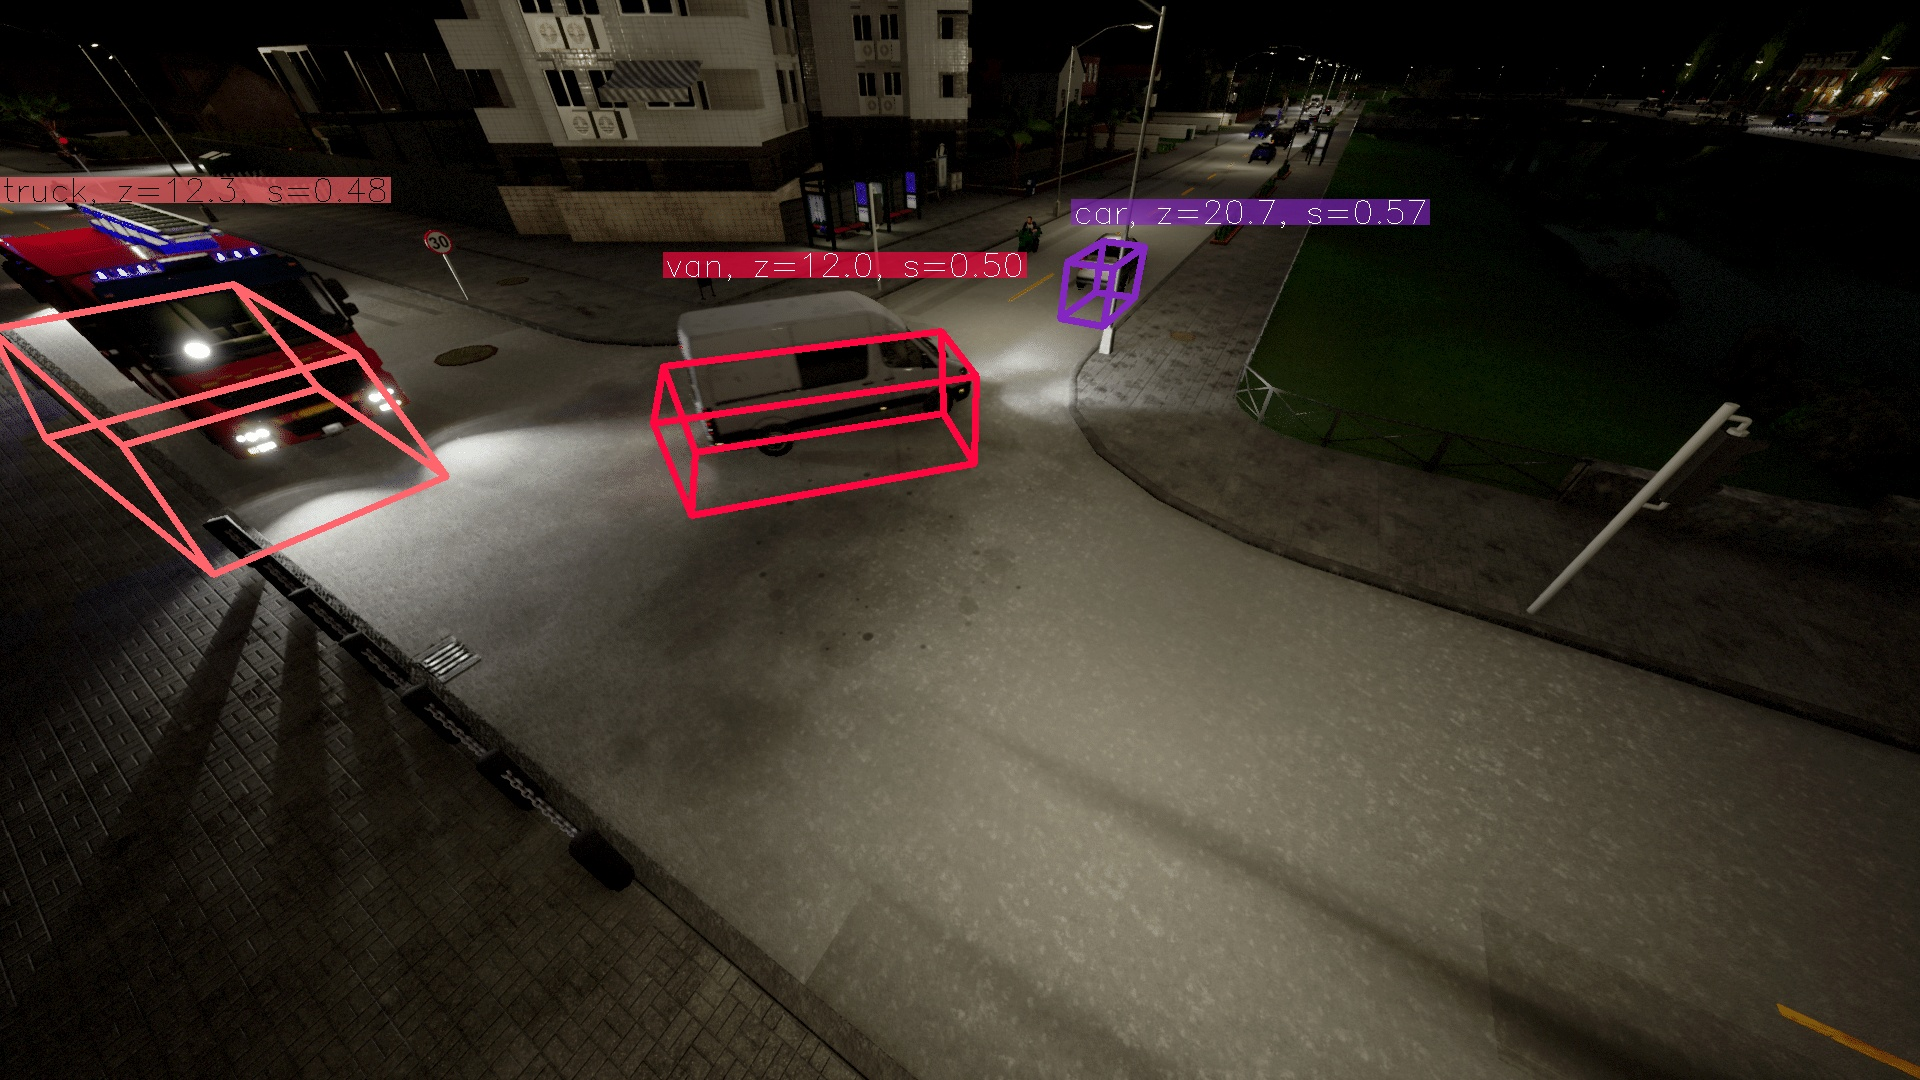 truck, z=12.3, s=0.48
car, z=20.7, s=0.57
30
van, z=12.0, s=0.50